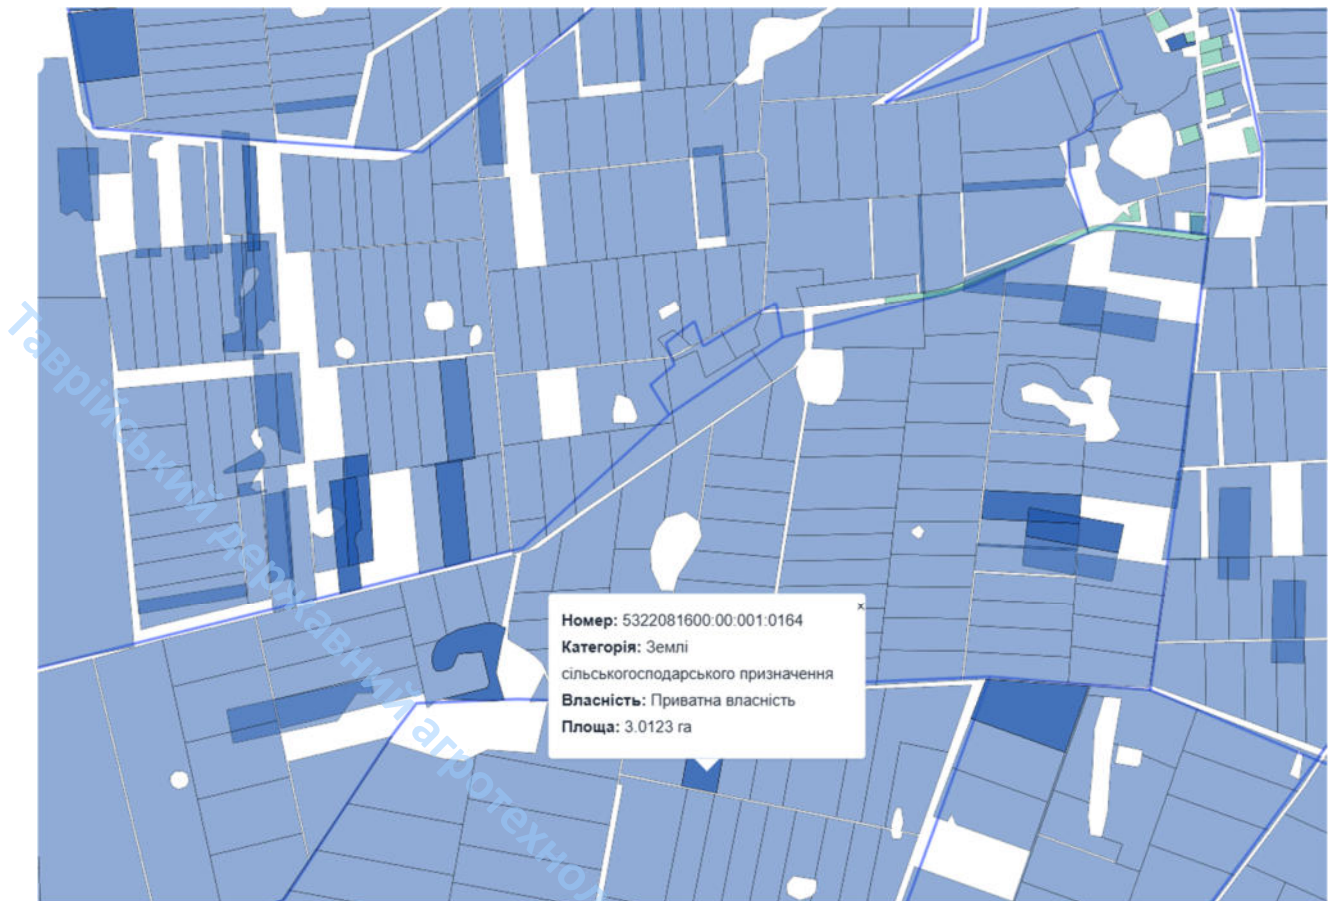 Номер: 5322081600:00:001:0164
Категорія: Землі
сільськогосподарського призначення
Власність: Приватна власність
Площа: 3.0123 га
x
Таврійський державний агротехнол